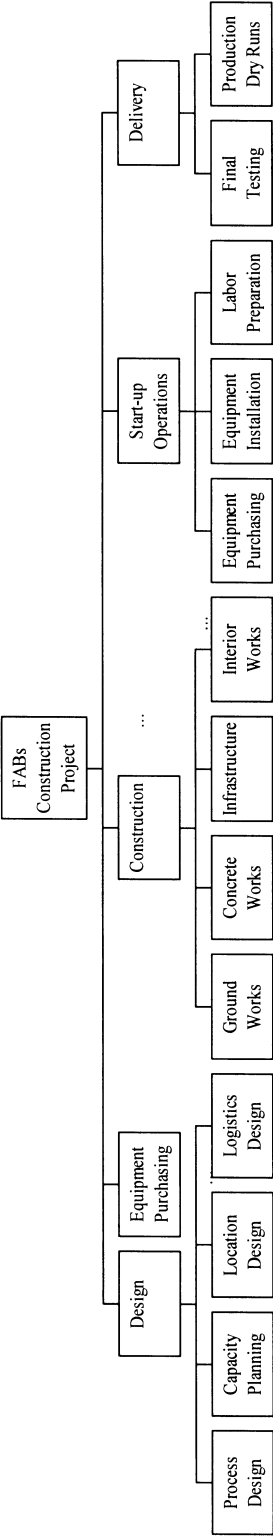 FABs
Construction
Project
Design
Equipment
Purchasing
Construction
...
Start-up
Operations
Delivery
Process
Design
Capacity
Planning
Location
Design
...
Logistics
Design
Ground
Works
Concrete
Works
Infrastructure
Interior
Works
...
Equipment
Purchasing
Equipment
Installation
Labor
Preparation
Final
Testing
Production
Dry Runs